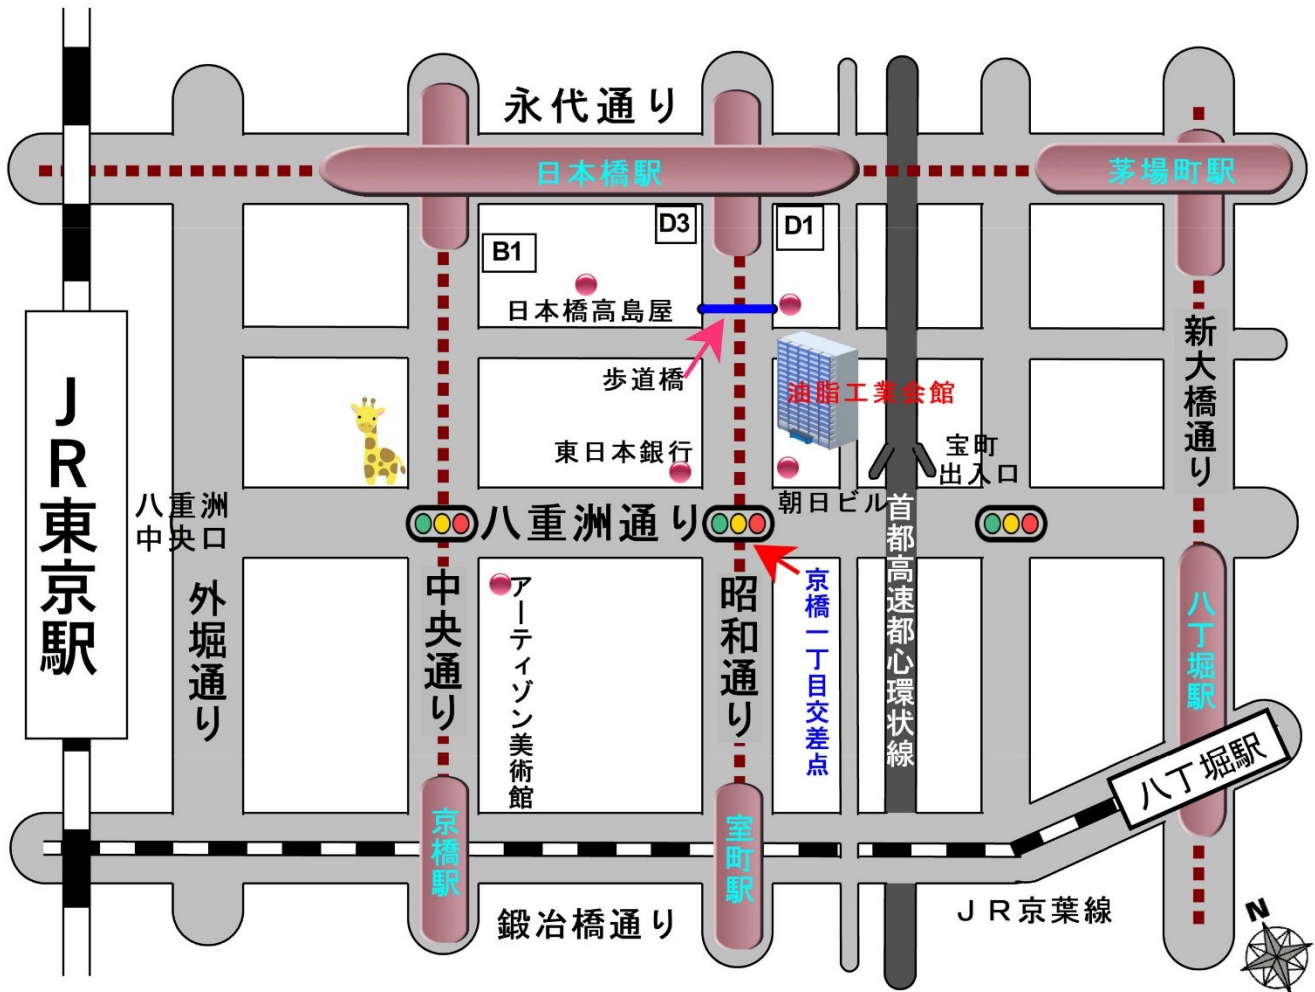 永代通り
日本橋駅
茅場町駅
D3
D1
B1
日本橋高島屋
歩道橋
油脂工業会館
新大橋通り
JR東京駅
東日本銀行
宝町
出入口
八重洲
中央口
八重洲通り
朝日ビル
首都高速都心環状線
外堀通り
中央通り
アーティゾン美術館
昭和通り
京橋一丁目交差点
八丁堀駅
八丁堀駅
京橋駅
室町駅
鍛冶橋通り
JR京葉線
N